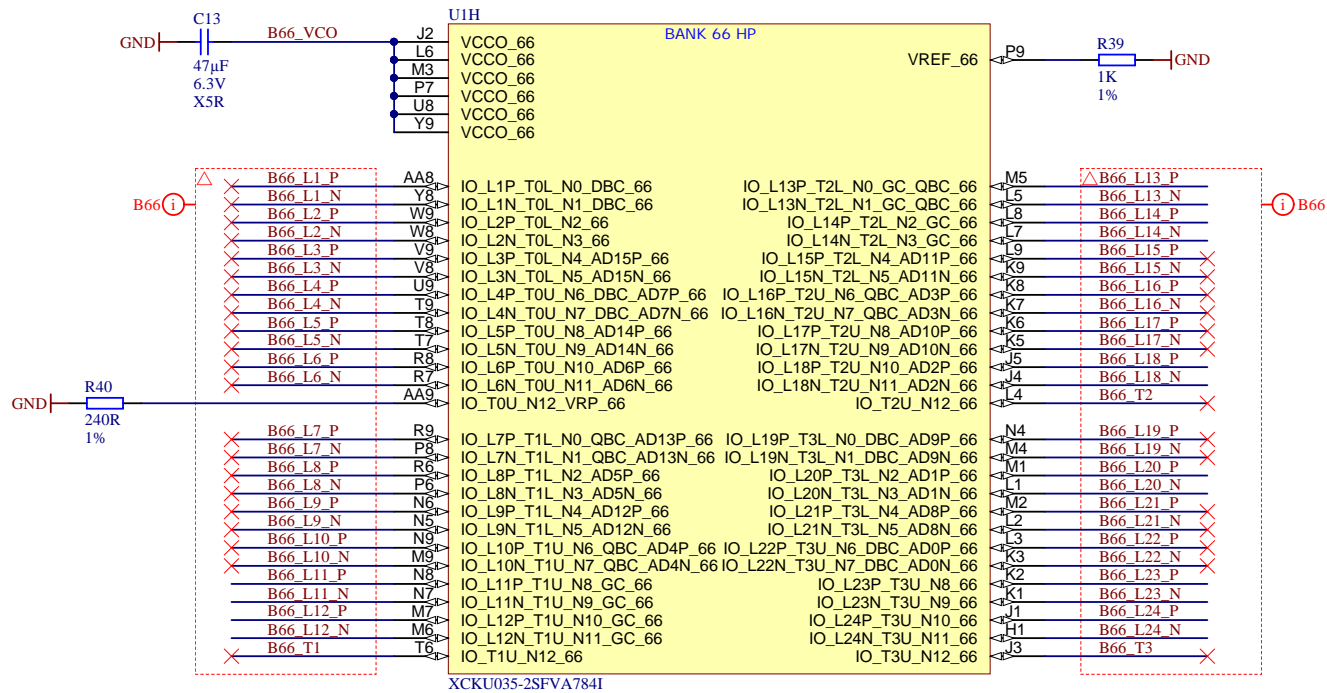 U1H
BANK 66 HP
C13
GND
B66_VCO
47µF
6.3V
X5R
J2 VCCO_66
L6 VCCO_66
M3 VCCO_66
P7 VCCO_66
U8 VCCO_66
Y9 VCCO_66
VREF_66 P9
R39
GND
1K
1%
B66 i
B66_L1_P AA8 IO_L1P_T0L_N0_DBC_66
B66_L1_N Y8 IO_L1N_T0L_N1_DBC_66
B66_L2_P W9 IO_L2P_T0L_N2_66
B66_L2_N W8 IO_L2N_T0L_N3_66
B66_L3_P V9 IO_L3P_T0L_N4_AD15P_66
B66_L3_N V8 IO_L3N_T0L_N5_AD15N_66
B66_L4_P U9 IO_L4P_T0U_N6_DBC_AD7P_66
B66_L4_N T9 IO_L4N_T0U_N7_DBC_AD7N_66
B66_L5_P T8 IO_L5P_T0U_N8_AD14P_66
B66_L5_N T7 IO_L5N_T0U_N9_AD14N_66
B66_L6_P R8 IO_L6P_T0U_N10_AD6P_66
B66_L6_N R7 IO_L6N_T0U_N11_AD6N_66
AA9 IO_T0U_N12_VRP_66
R40
GND
240R
1%
B66_L7_P R9 IO_L7P_T1L_N0_QBC_AD13P_66
B66_L7_N P8 IO_L7N_T1L_N1_QBC_AD13N_66
B66_L8_P R6 IO_L8P_T1L_N2_AD5P_66
B66_L8_N P6 IO_L8N_T1L_N3_AD5N_66
B66_L9_P N6 IO_L9P_T1L_N4_AD12P_66
B66_L9_N N5 IO_L9N_T1L_N5_AD12N_66
B66_L10_P N9 IO_L10P_T1U_N6_QBC_AD4P_66
B66_L10_N M9 IO_L10N_T1U_N7_QBC_AD4N_66
B66_L11_P N8 IO_L11P_T1U_N8_GC_66
B66_L11_N N7 IO_L11N_T1U_N9_GC_66
B66_L12_P M7 IO_L12P_T1U_N10_GC_66
B66_L12_N M6 IO_L12N_T1U_N11_GC_66
B66_T1 T6 IO_T1U_N12_66
IO_L13P_T2L_N0_GC_QBC_66 M5 B66_L13_P
IO_L13N_T2L_N1_GC_QBC_66 L5 B66_L13_N
IO_L14P_T2L_N2_GC_66 L8 B66_L14_P
IO_L14N_T2L_N3_GC_66 L7 B66_L14_N
IO_L15P_T2L_N4_AD11P_66 L9 B66_L15_P
IO_L15N_T2L_N5_AD11N_66 K9 B66_L15_N
IO_L16P_T2U_N6_QBC_AD3P_66 K8 B66_L16_P
IO_L16N_T2U_N7_QBC_AD3N_66 K7 B66_L16_N
IO_L17P_T2U_N8_AD10P_66 K6 B66_L17_P
IO_L17N_T2U_N9_AD10N_66 K5 B66_L17_N
IO_L18P_T2U_N10_AD2P_66 J5 B66_L18_P
IO_L18N_T2U_N11_AD2N_66 J4 B66_L18_N
IO_T2U_N12_66 L4 B66_T2
IO_L19P_T3L_N0_DBC_AD9P_66 N4 B66_L19_P
IO_L19N_T3L_N1_DBC_AD9N_66 M4 B66_L19_N
IO_L20P_T3L_N2_AD1P_66 M1 B66_L20_P
IO_L20N_T3L_N3_AD1N_66 L1 B66_L20_N
IO_L21P_T3L_N4_AD8P_66 M2 B66_L21_P
IO_L21N_T3L_N5_AD8N_66 L2 B66_L21_N
IO_L22P_T3U_N6_DBC_AD0P_66 L3 B66_L22_P
IO_L22N_T3U_N7_DBC_AD0N_66 K3 B66_L22_N
IO_L23P_T3U_N8_66 K2 B66_L23_P
IO_L23N_T3U_N9_66 K1 B66_L23_N
IO_L24P_T3U_N10_66 J1 B66_L24_P
IO_L24N_T3U_N11_66 H1 B66_L24_N
IO_T3U_N12_66 J3 B66_T3
i B66
XCKU035-2SFVA784I